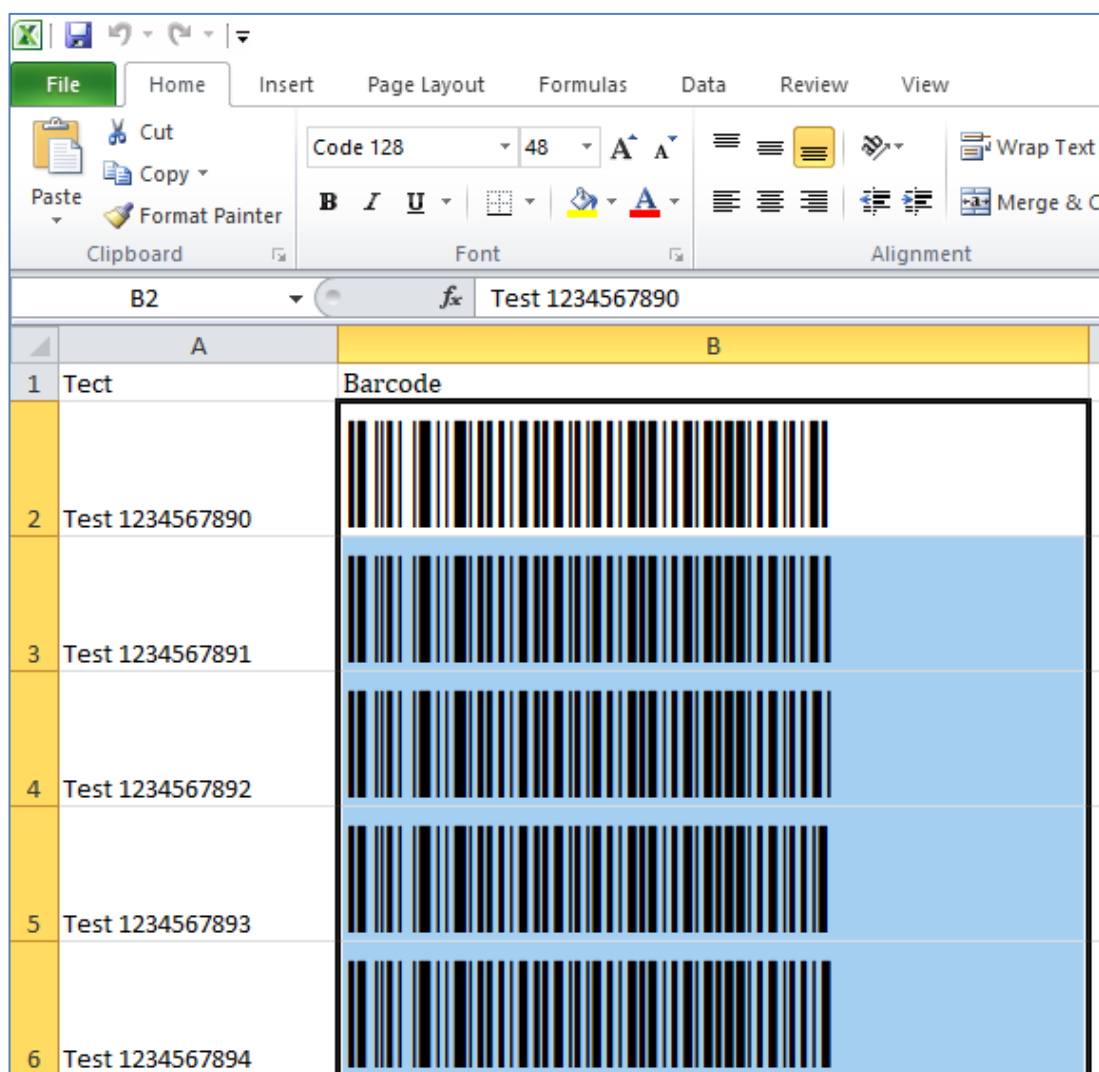 File Home Insert Page Layout Formulas Data Review View
Cut
Code 128 48 A A Wrap Text
Copy
Paste
B I U A Merge & C
Format Painter
Clipboard Font Alignment
B2 fx Test 1234567890
A B
1 Tect Barcode
2 Test 1234567890
3 Test 1234567891
4 Test 1234567892
5 Test 1234567893
6 Test 1234567894